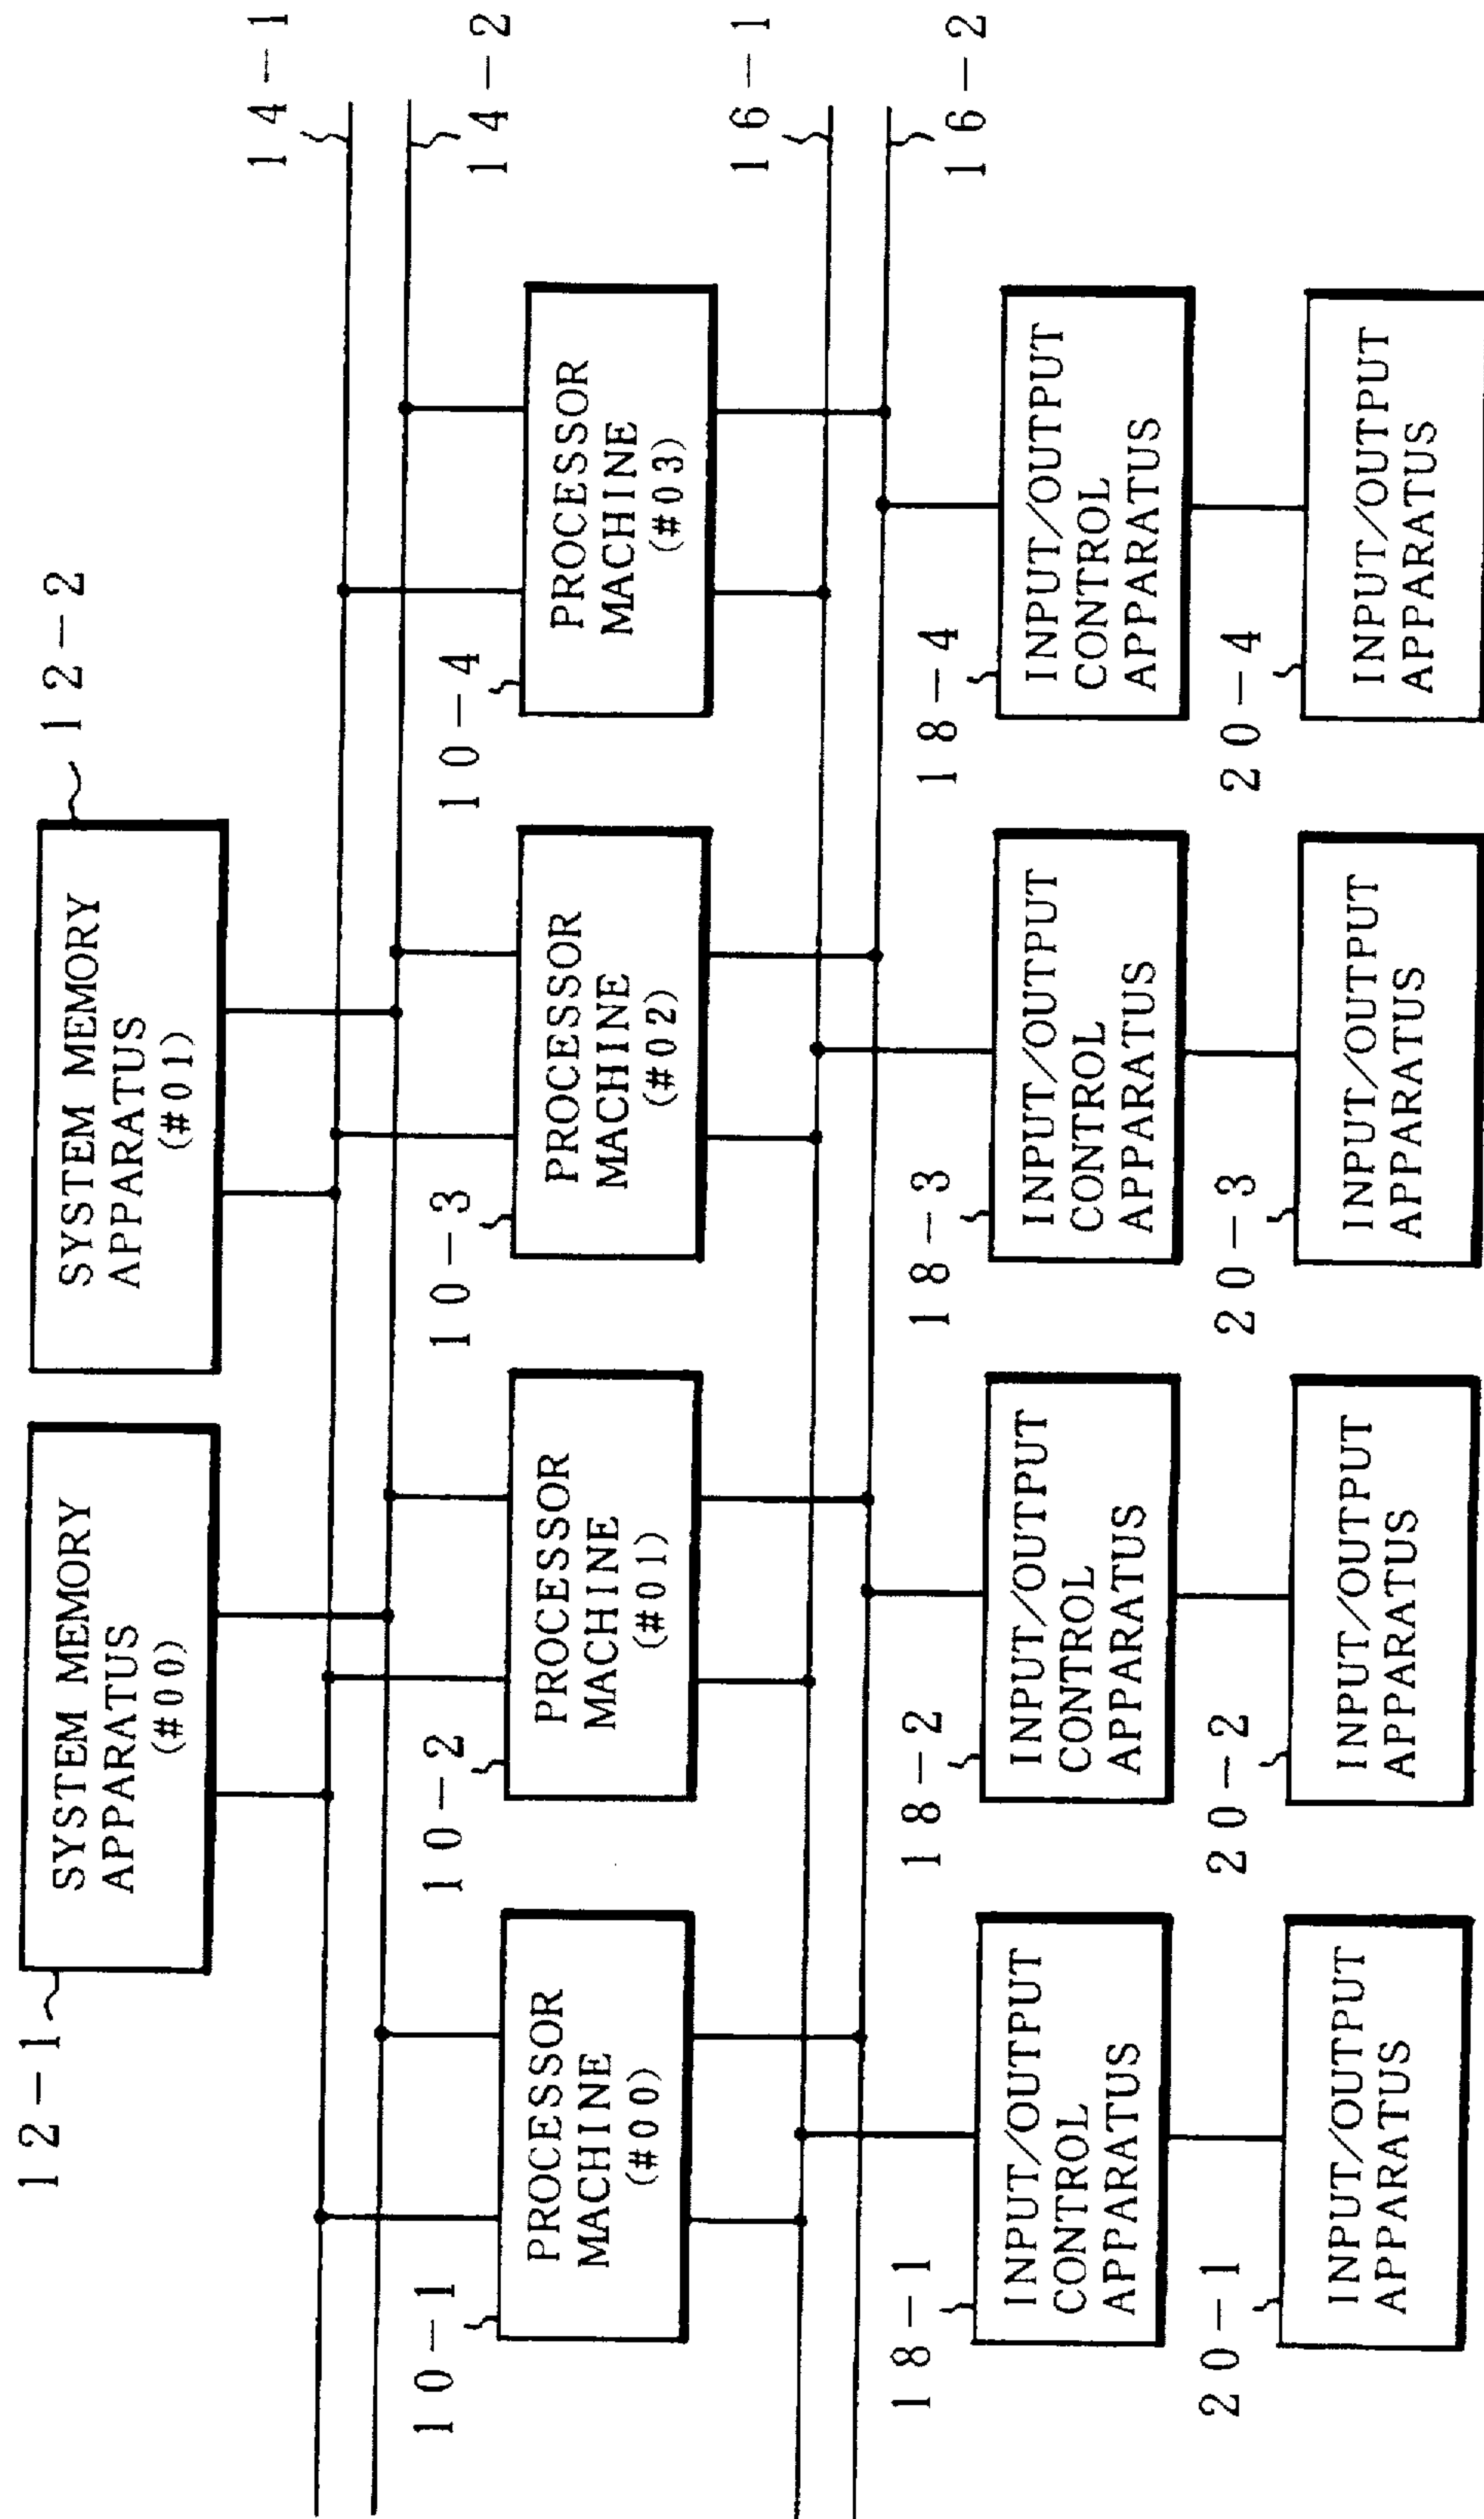 12-1
SYSTEM MEMORY
APPARATUS
(#00)
SYSTEM MEMORY
APPARATUS
(#01)
12-2
14-1
14-2
10-1
PROCESSOR
MACHINE
(#00)
10-2
PROCESSOR
MACHINE
(#01)
10-3
PROCESSOR
MACHINE
(#02)
10-4
PROCESSOR
MACHINE
(#03)
16-1
16-2
18-1
INPUT/OUTPUT
CONTROL
APPARATUS
18-2
INPUT/OUTPUT
CONTROL
APPARATUS
18-3
INPUT/OUTPUT
CONTROL
APPARATUS
18-4
INPUT/OUTPUT
CONTROL
APPARATUS
20-1
INPUT/OUTPUT
APPARATUS
20-2
INPUT/OUTPUT
APPARATUS
20-3
INPUT/OUTPUT
APPARATUS
20-4
INPUT/OUTPUT
APPARATUS